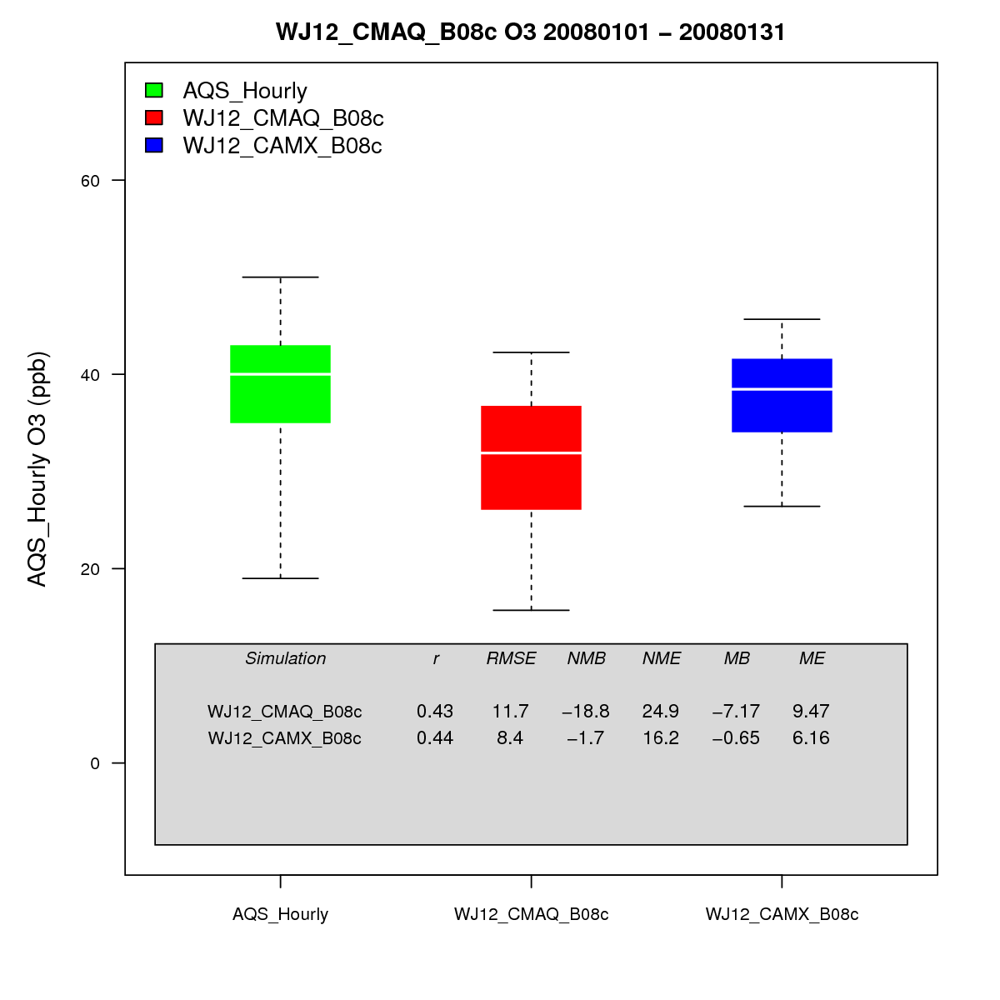 WJ12_CMAQ_B08c O3 20080101 − 20080131
AQS_Hourly
WJ12_CMAQ_B08c
WJ12_CAMX_B08c
60
40
20
0
AQS_Hourly O3 (ppb)
Simulation r RMSE NMB NME MB ME
WJ12_CMAQ_B08c 0.43 11.7 −18.8 24.9 −7.17 9.47
WJ12_CAMX_B08c 0.44 8.4 −1.7 16.2 −0.65 6.16
AQS_Hourly WJ12_CMAQ_B08c WJ12_CAMX_B08c